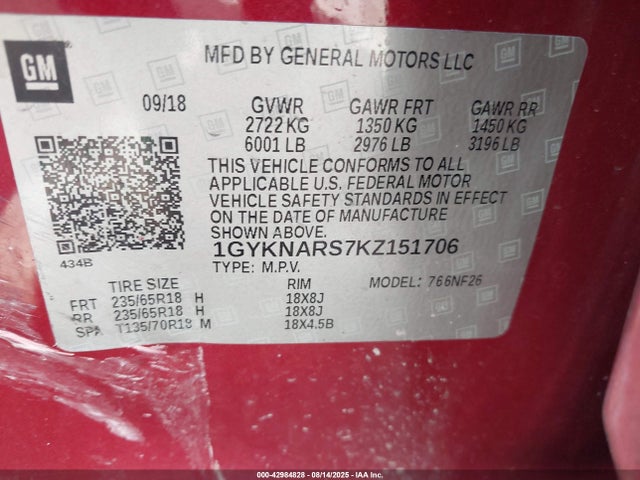 GM
MFD BY GENERAL MOTORS LLC
09/18 GVWR GAWR FRT GAWR RR
2722 KG 1350 KG 1450 KG
6001 LB 2976 LB 3196 LB
THIS VEHICLE CONFORMS TO ALL
APPLICABLE U.S. FEDERAL MOTOR
VEHICLE SAFETY STANDARDS IN EFFECT
ON THE DATE OF MANUFACTURE
1GYKNARS7KZ151706
434B
TYPE: M.P.V. MODEL: 766NF26
TIRE SIZE RIM
FRT 235/65R18 H 18X8J
RR 235/65R18 H 18X8J
SPA T135/70R18 M 18X4.5B
000-42984828 - 08/14/2025 - IAA Inc.